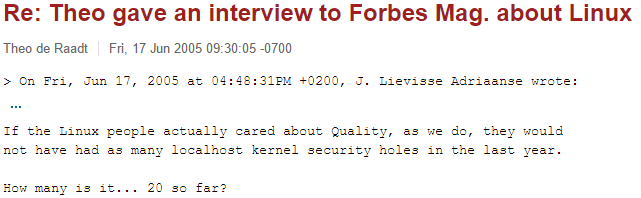 Re: Theo gave an interview to Forbes Mag. about Linux
Theo de Raadt | Fri, 17 Jun 2005 09:30:05 -0700
> On Fri, Jun 17, 2005 at 04:48:31PM +0200, J. Lievisse Adriaanse wrote:
...
If the Linux people actually cared about Quality, as we do, they would
not have had as many localhost kernel security holes in the last year.
How many is it... 20 so far?